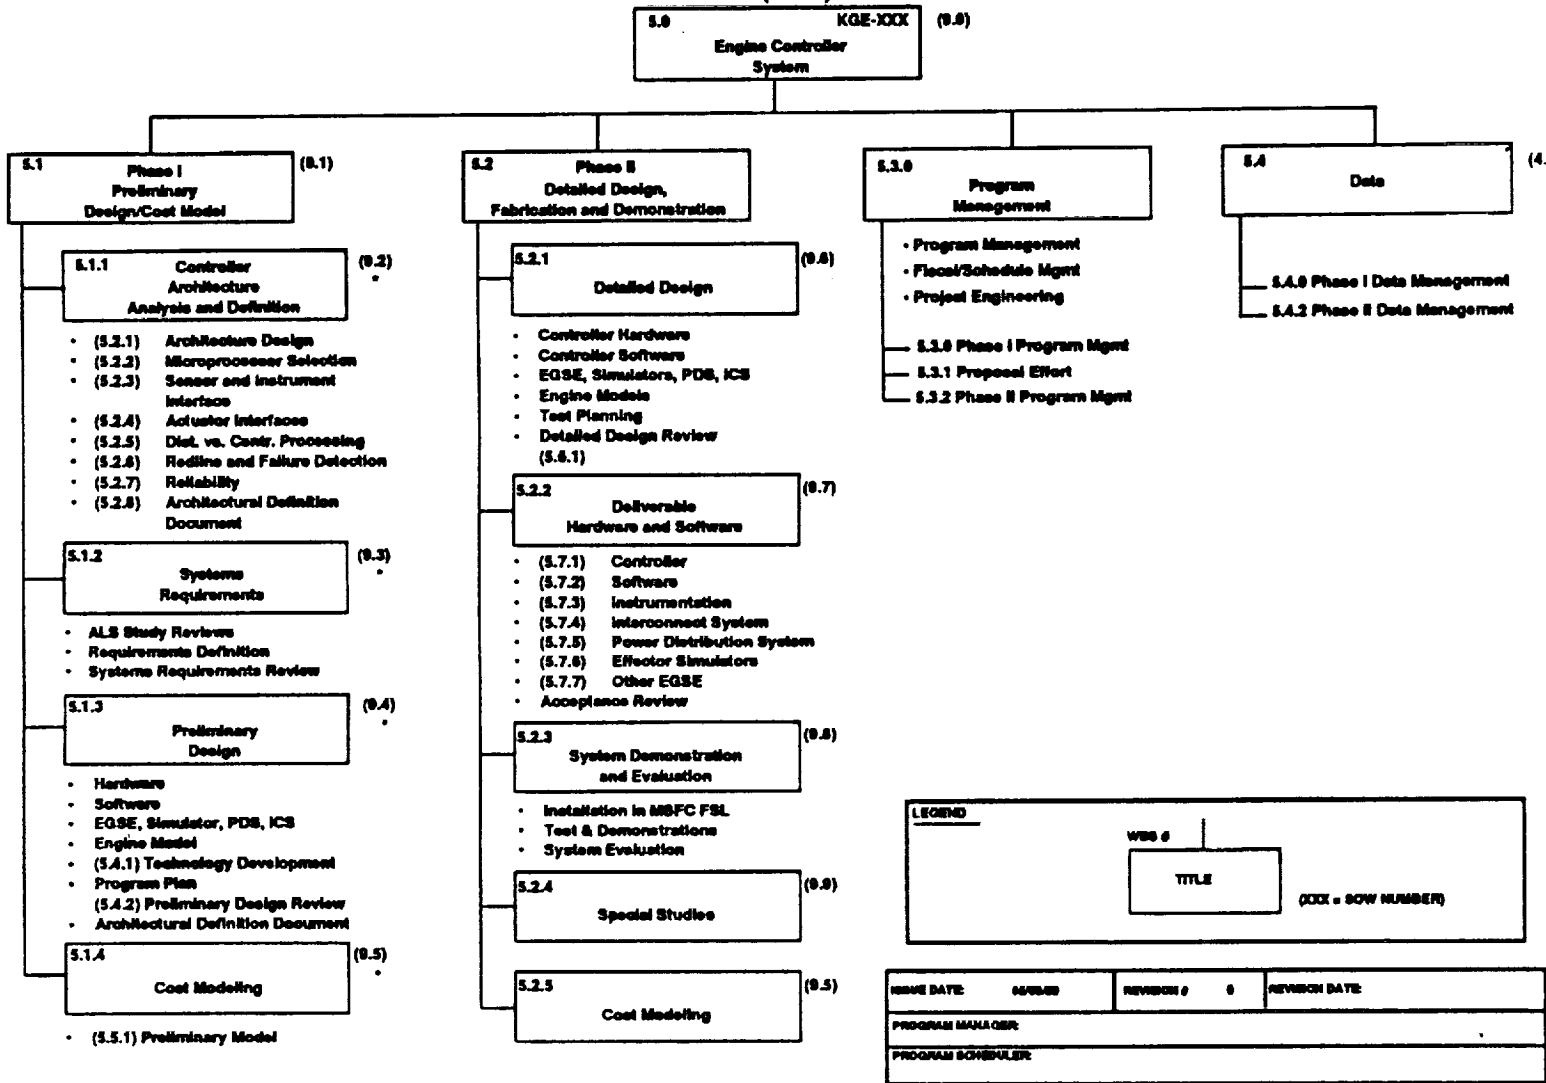 5.0 KGE-XXX (9.0)
Engine Controller
System
5.1 (9.1)
Phase I
Preliminary
Design/Cost Model
5.1.1 (9.2)
Controller
Architecture
Analysis and Definition
• (5.2.1) Architecture Design
• (5.2.2) Microprocesser Selection
• (5.2.3) Senser and Instrument
Interface
• (5.2.4) Actuator Interfaces
• (5.2.5) Dist. vs. Centr. Processing
• (5.2.6) Redline and Failure Detection
• (5.2.7) Reliability
• (5.2.8) Architectural Definition
Document
5.1.2 (9.3)
Systems
Requirements
• ALS Study Reviews
• Requirements Definition
• Systems Requirements Review
5.1.3 (9.4)
Preliminary
Design
• Hardware
• Software
• EGSE, Simulator, PDS, ICS
• Engine Model
• (5.4.1) Technology Development
• Program Plan
(5.4.2) Preliminary Design Review
• Architectural Definition Document
5.1.4 (9.5)
Cost Modeling
• (5.5.1) Preliminary Model
5.2
Phase II
Detailed Design,
Fabrication and Demonstration
5.2.1 (9.6)
Detailed Design
• Controller Hardware
• Controller Software
• EGSE, Simulators, PDS, ICS
• Engine Models
• Test Planning
• Detailed Design Review
(5.6.1)
5.2.2 (9.7)
Deliverable
Hardware and Software
• (5.7.1) Controller
• (5.7.2) Software
• (5.7.3) Instrumentation
• (5.7.4) Interconnect System
• (5.7.5) Power Distribution System
• (5.7.6) Effector Simulators
• (5.7.7) Other EGSE
• Acceptance Review
5.2.3 (9.8)
System Demonstration
and Evaluation
• Installation in MSFC FSL
• Test & Demonstrations
• System Evaluation
5.2.4 (9.9)
Special Studies
5.2.5 (9.5)
Cost Modeling
5.3.0
Program
Management
• Program Management
• Fiscal/Schedule Mgmt
• Project Engineering
5.3.0 Phase I Program Mgmt
5.3.1 Proposal Effort
5.3.2 Phase II Program Mgmt
5.4 (4.
Data
5.4.0 Phase I Data Management
5.4.2 Phase II Data Management
LEGEND
WBS #
TITLE
(XXX = SOW NUMBER)
ISSUE DATE: REVISION # 0 REVISION DATE:
PROGRAM MANAGER:
PROGRAM SCHEDULER: